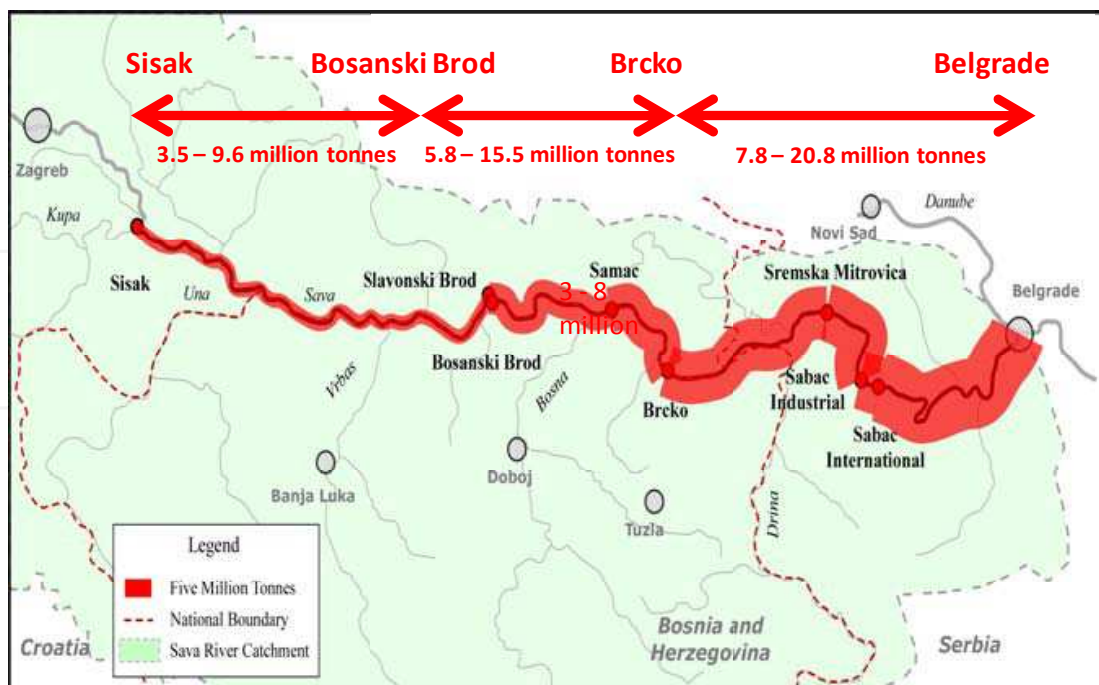 Sisak
Bosanski Brod
Brcko
Belgrade
3.5 – 9.6 million tonnes
5.8 – 15.5 million tonnes
7.8 – 20.8 million tonnes
Zagreb
Kupa
Danube
Novi Sad
Sisak
Una
Sava
Slavonski Brod
Samac
Sremska Mitrovica
Belgrade
3 - 8
million
Bosanski Brod
Vrbas
Bosna
Brcko
Sabac
Industrial
Sabac
International
Banja Luka
Doboj
Tuzla
Drina
Legend
Five Million Tonnes
National Boundary
Sava River Catchment
Croatia
Bosnia and
Herzegovina
Serbia